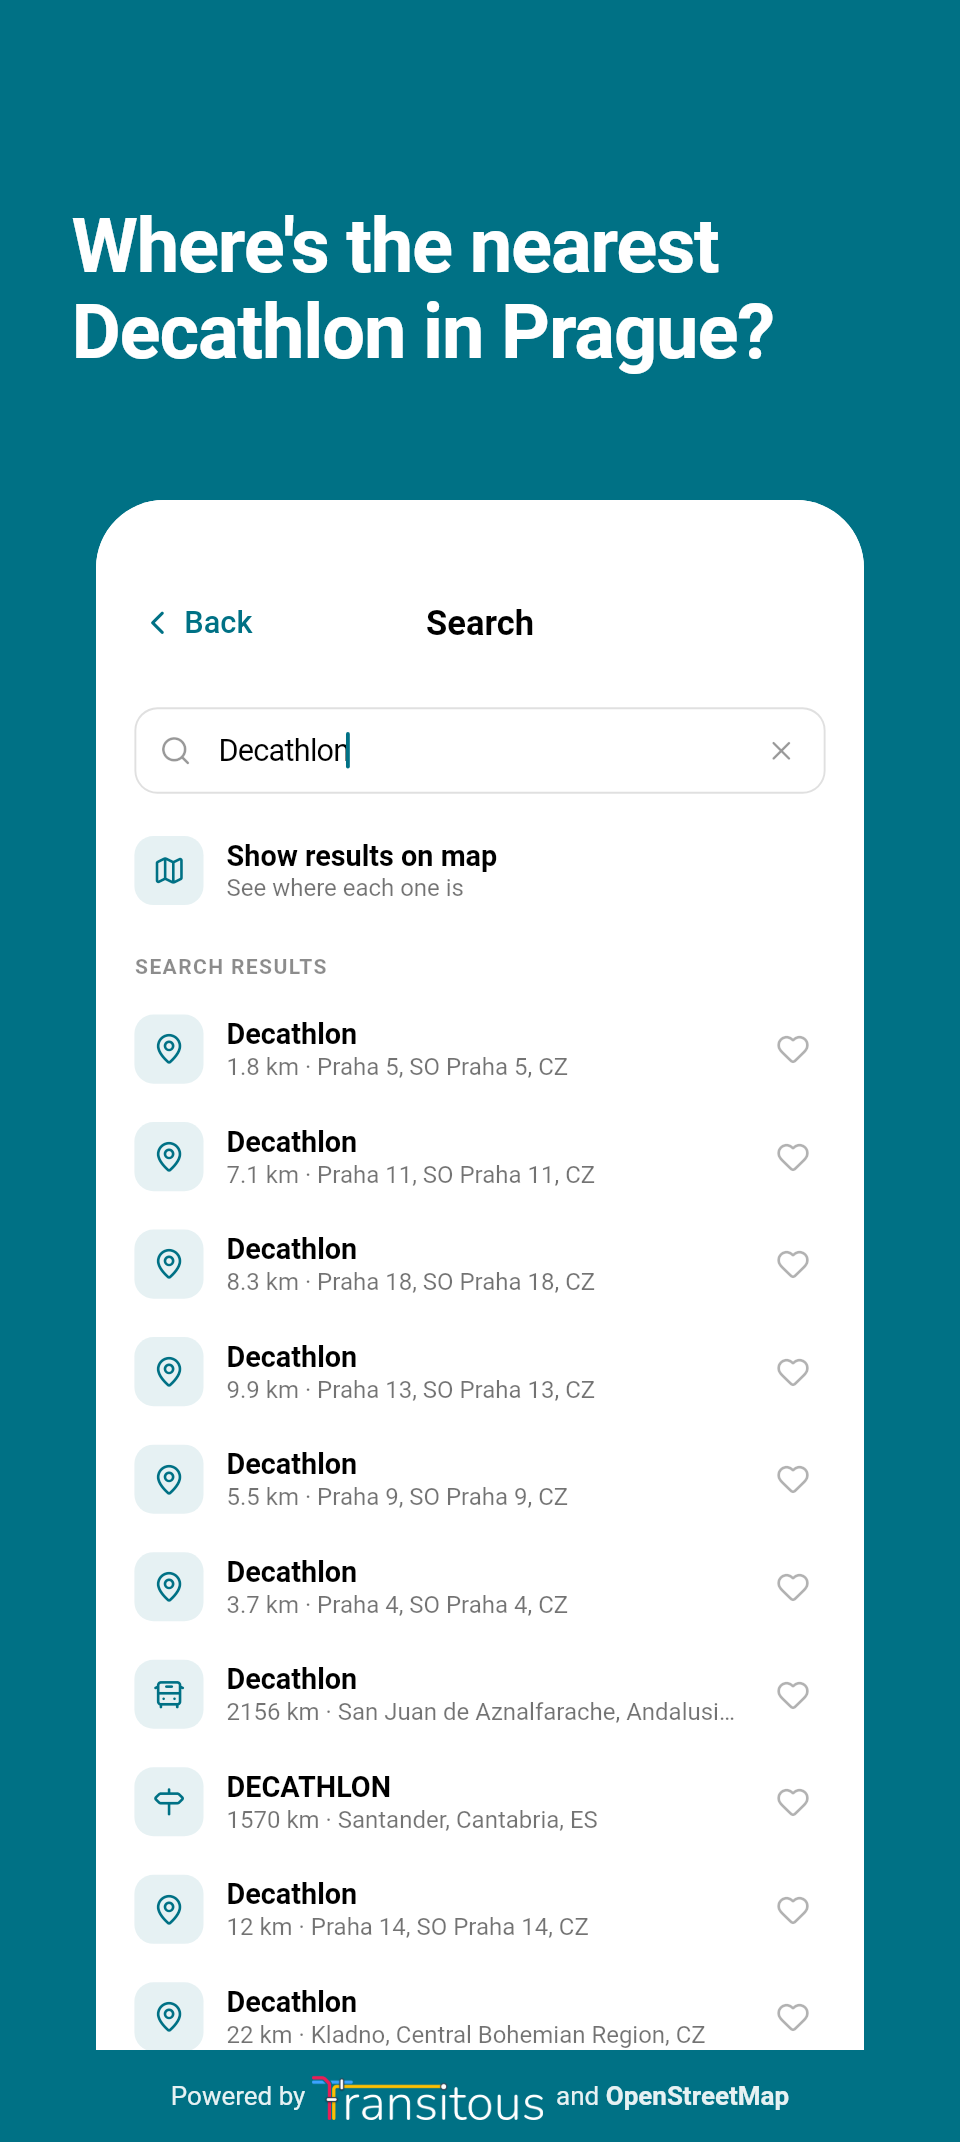 Where's the nearest
Decathlon in Prague?
Back
Search
Decathlon
Show results on map
See where each one is
SEARCH RESULTS
Decathlon
1.8 km · Praha 5, SO Praha 5, CZ
Decathlon
7.1 km · Praha 11, SO Praha 11, CZ
Decathlon
8.3 km · Praha 18, SO Praha 18, CZ
Decathlon
9.9 km · Praha 13, SO Praha 13, CZ
Decathlon
5.5 km · Praha 9, SO Praha 9, CZ
Decathlon
3.7 km · Praha 4, SO Praha 4, CZ
Decathlon
2156 km · San Juan de Aznalfarache, Andalusi...
DECATHLON
1570 km · Santander, Cantabria, ES
Decathlon
12 km · Praha 14, SO Praha 14, CZ
Decathlon
22 km · Kladno, Central Bohemian Region, CZ
Powered by Transitous and OpenStreetMap